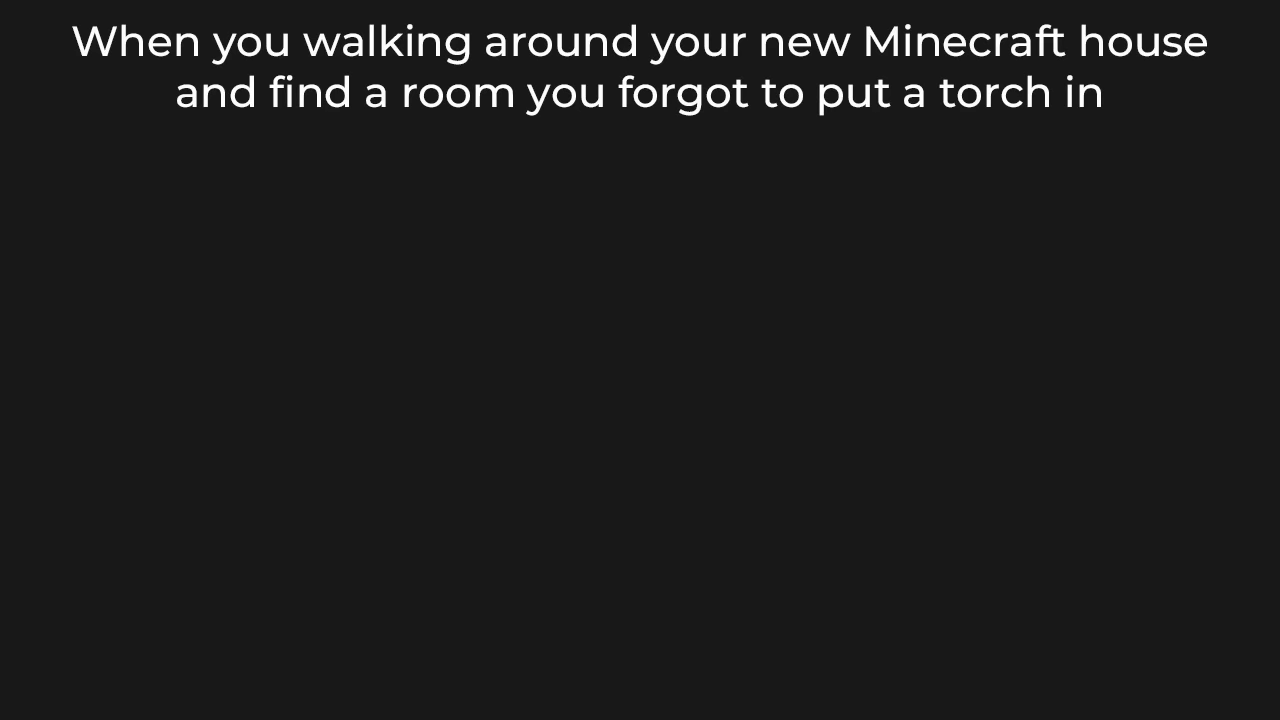 When you walking around your new Minecraft house
and find a room you forgot to put a torch in